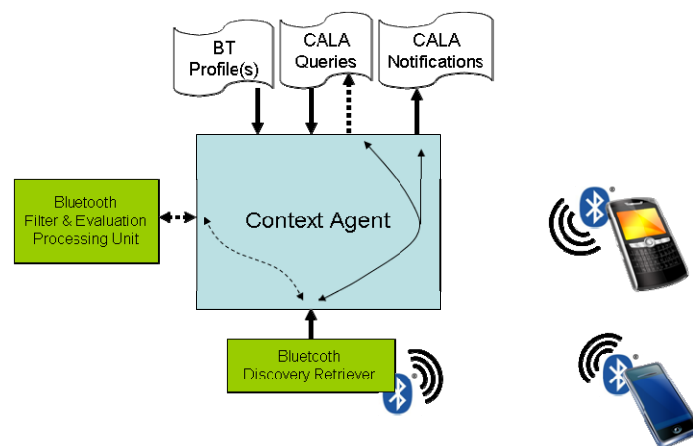 BT
Profile(s)
CALA
Queries
CALA
Notifications
Bluetooth
Filter & Evaluation
Processing Unit
Context Agent
Bluetooth
Discovery Retriever